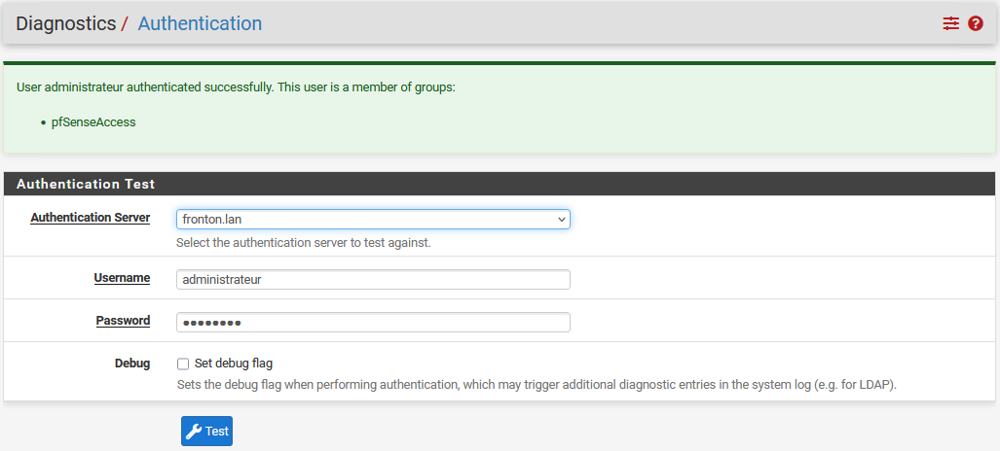 Diagnostics / Authentication
User administrateur authenticated successfully. This user is a member of groups:
• pfSenseAccess
Authentication Test
Authentication Server
fronton.lan
Select the authentication server to test against.
Username
administrateur
Password
••••••••
Debug
Set debug flag
Sets the debug flag when performing authentication, which may trigger additional diagnostic entries in the system log (e.g. for LDAP).
Test